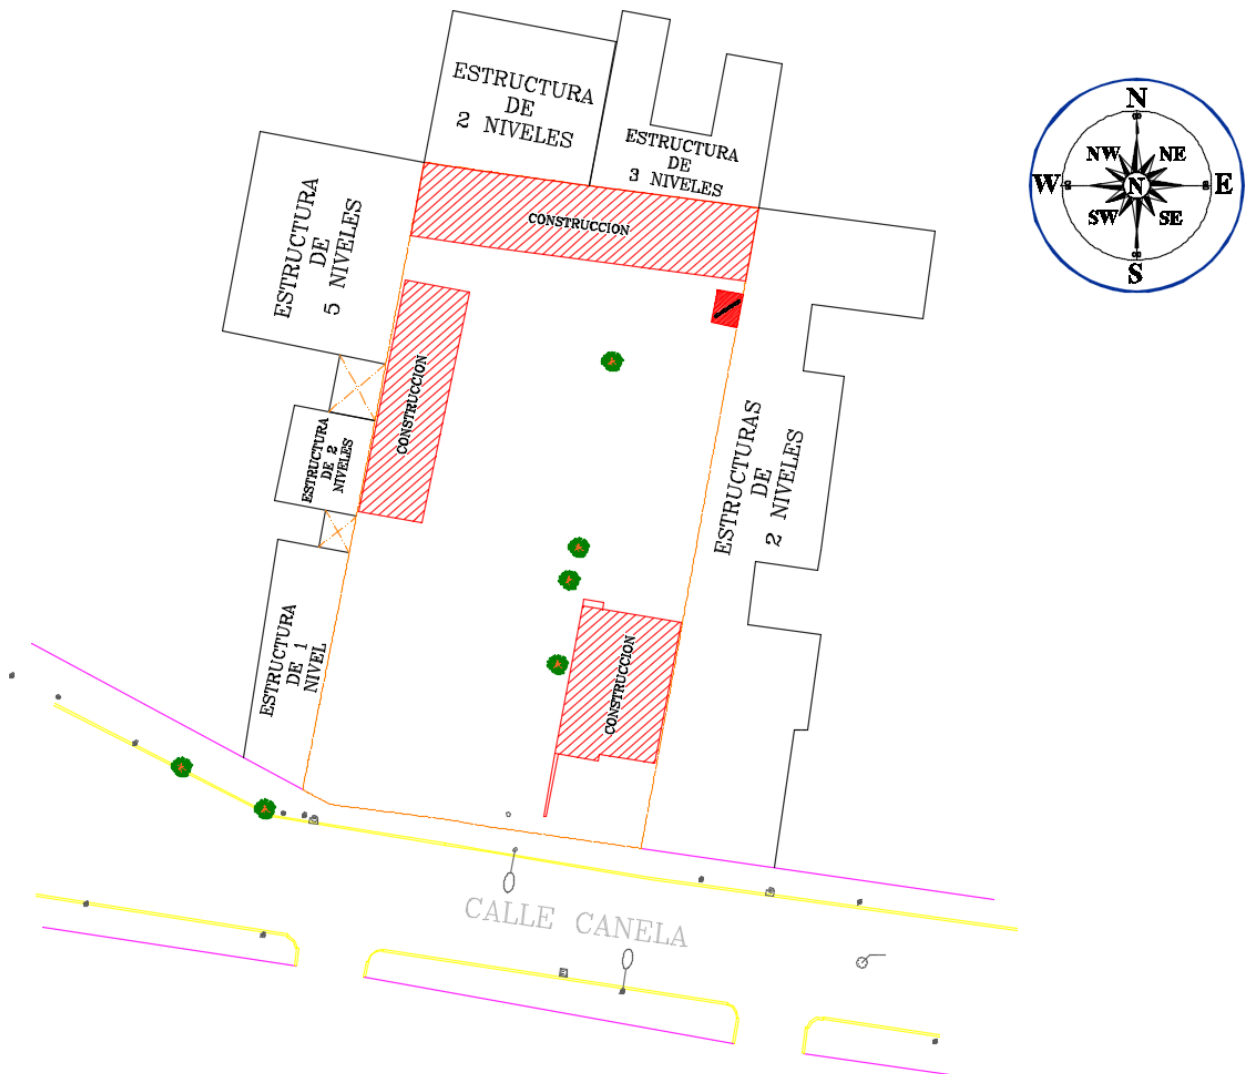 ESTRUCTURA
DE
2 NIVELES
ESTRUCTURA
DE
3 NIVELES
N
NW
NE
W
N
E
SW
SE
S
ESTRUCTURA
DE
5 NIVELES
CONSTRUCCION
CONSTRUCCION
ESTRUCTURA
DE 2
NIVELES
ESTRUCTURAS
DE
2 NIVELES
ESTRUCTURA
DE 1
NIVEL
CONSTRUCCION
CALLE CANELA